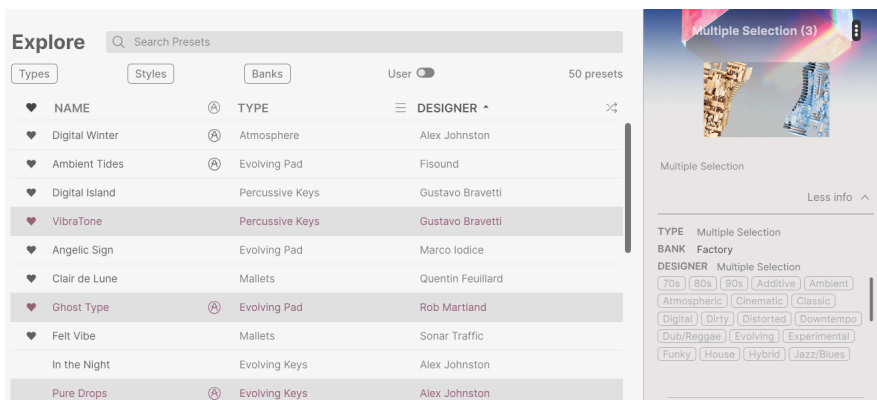 Explore
Search Presets
Types
Styles
Banks
User
50 presets
NAME
TYPE
DESIGNER
Digital Winter
Atmosphere
Alex Johnston
Ambient Tides
Evolving Pad
Fisound
Digital Island
Percussive Keys
Gustavo Bravetti
VibraTone
Percussive Keys
Gustavo Bravetti
Angelic Sign
Evolving Pad
Marco Iodice
Clair de Lune
Mallets
Quentin Feuillard
Ghost Type
Evolving Pad
Rob Martland
Felt Vibe
Mallets
Sonar Traffic
In the Night
Evolving Keys
Alex Johnston
Pure Drops
Evolving Keys
Alex Johnston
Multiple Selection (3)
Multiple Selection
Less info
TYPE Multiple Selection
BANK Factory
DESIGNER Multiple Selection
70s 80s 90s Additive Ambient
Atmospheric Cinematic Classic
Digital Dirty Distorted Downtempo
Dub/Reggae Evolving Experimental
Funky House Hybrid Jazz/Blues